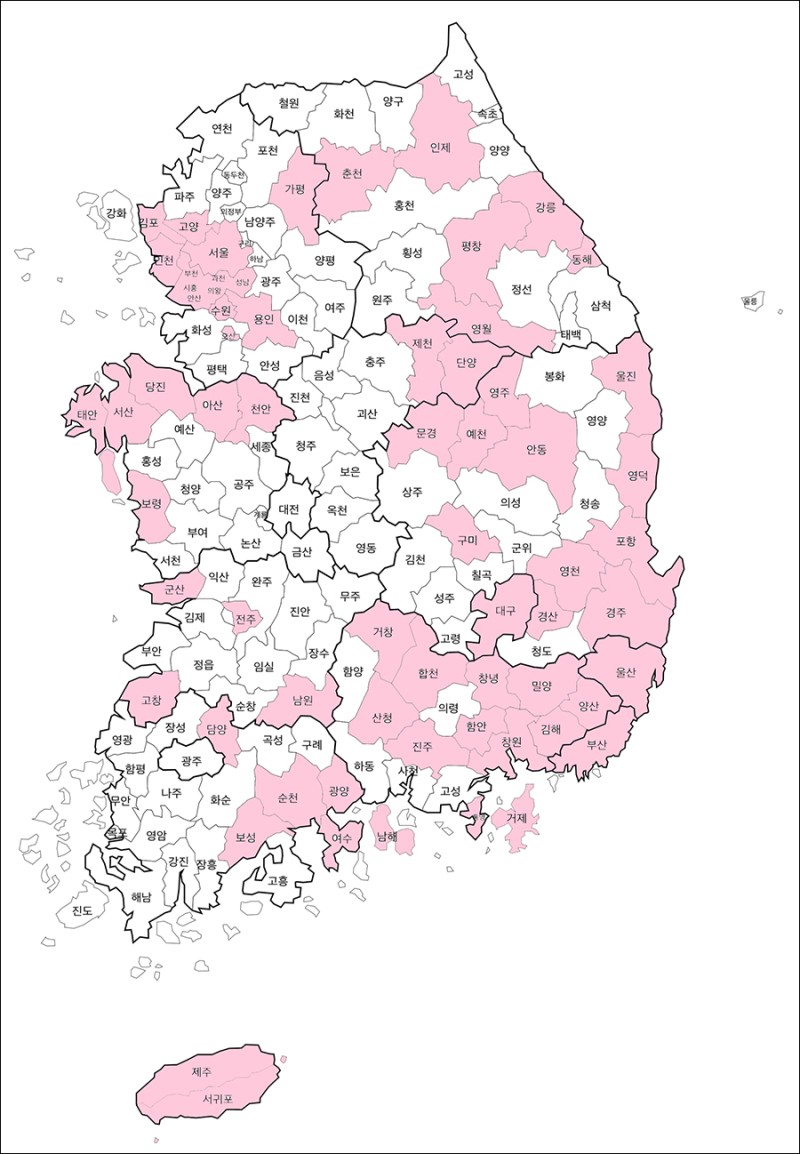 고성
철원
화천
양구
속초
연천
인제
포천
양양
동두천
춘천
가평
양주
파주
홍천
강릉
강화
의정부
김포
고양
남양주
구리
평창
횡성
서울
양평
하남
동해
인천
부천
과천
성남
광주
정선
시흥
의왕
안산
원주
울릉
여주
삼척
수원
용인
이천
화성
오산
영월
태백
제천
평택
안성
충주
단양
음성
봉화
울진
당진
진천
영주
태안
서산
아산
천안
괴산
영양
예산
문경
예천
세종
청주
안동
홍성
보은
영덕
청양
공주
상주
보령
의성
청송
대전
옥천
계룡
부여
논산
구미
포항
금산
영동
군위
서천
김천
영천
익산
완주
칠곡
군산
무주
성주
대구
김제
전주
진안
경산
경주
거창
고령
부안
장수
청도
정읍
임실
함양
합천
창녕
밀양
울산
고창
남원
순창
의령
양산
산청
장성
담양
함안
김해
영광
곡성
구례
창원
부산
진주
광주
함평
하동
사천
무안
나주
화순
순천
광양
고성
거제
목포
영암
보성
여수
남해
강진
장흥
고흥
해남
진도
제주
서귀포